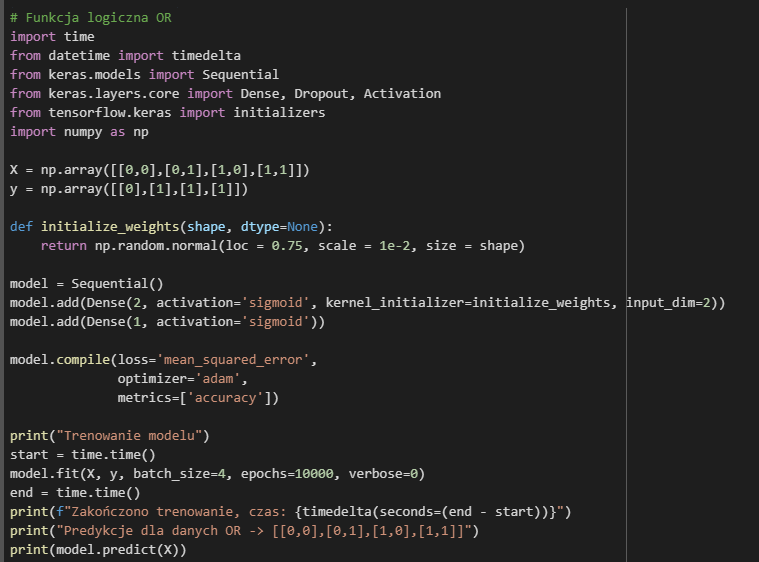 # Funkcja logiczna OR
import time
from datetime import timedelta
from keras.models import Sequential
from keras.layers.core import Dense, Dropout, Activation
from tensorflow.keras import initializers
import numpy as np

X = np.array([[0,0],[0,1],[1,0],[1,1]])
y = np.array([[0],[1],[1],[1]])

def initialize_weights(shape, dtype=None):
    return np.random.normal(loc = 0.75, scale = 1e-2, size = shape)

model = Sequential()
model.add(Dense(2, activation='sigmoid', kernel_initializer=initialize_weights, input_dim=2))
model.add(Dense(1, activation='sigmoid'))

model.compile(loss='mean_squared_error',
              optimizer='adam',
              metrics=['accuracy'])

print("Trenowanie modelu")
start = time.time()
model.fit(X, y, batch_size=4, epochs=10000, verbose=0)
end = time.time()
print(f"Zakończono trenowanie, czas: {timedelta(seconds=(end - start))}")
print("Predykcje dla danych OR -> [[0,0],[0,1],[1,0],[1,1]]")
print(model.predict(X))